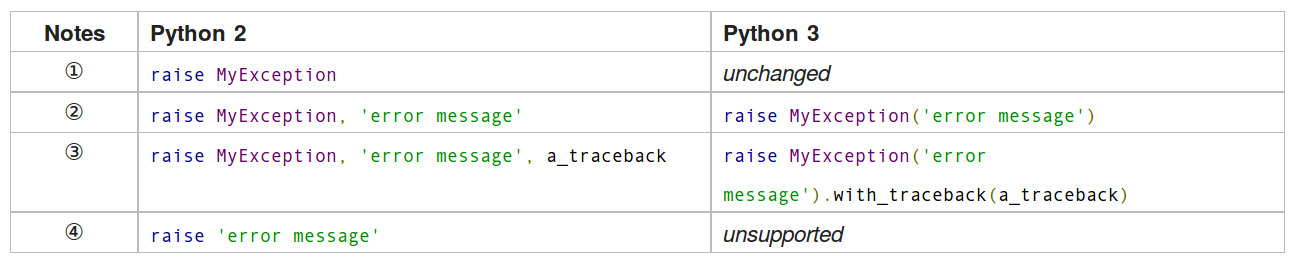 Notes Python 2 Python 3
① raise MyException unchanged
② raise MyException, 'error message' raise MyException('error message')
③ raise MyException, 'error message', a_traceback raise MyException('error
message').with_traceback(a_traceback)
④ raise 'error message' unsupported